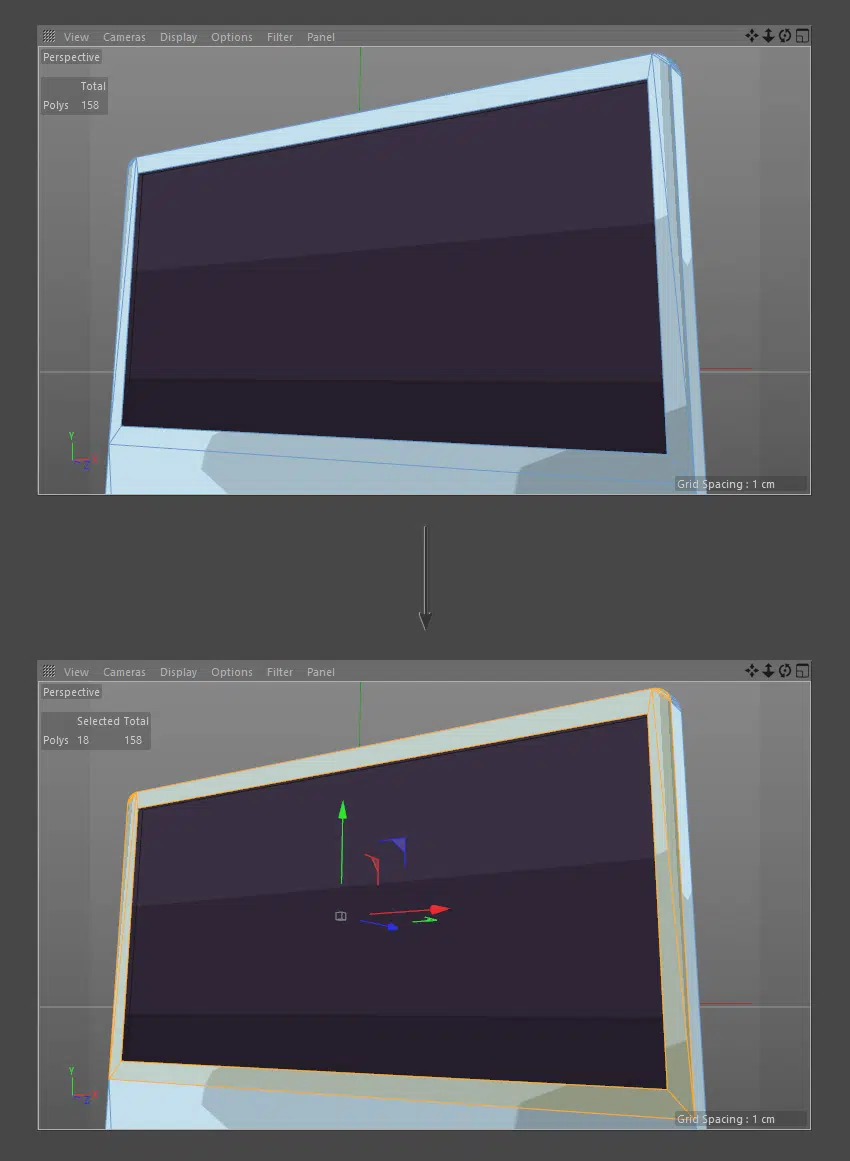 View Cameras Display Options Filter Panel
Perspective
Total
Polys 158
Y
X
Z
Grid Spacing : 1 cm
View Cameras Display Options Filter Panel
Perspective
Selected Total
Polys 18 158
Y
X
Z
Grid Spacing : 1 cm